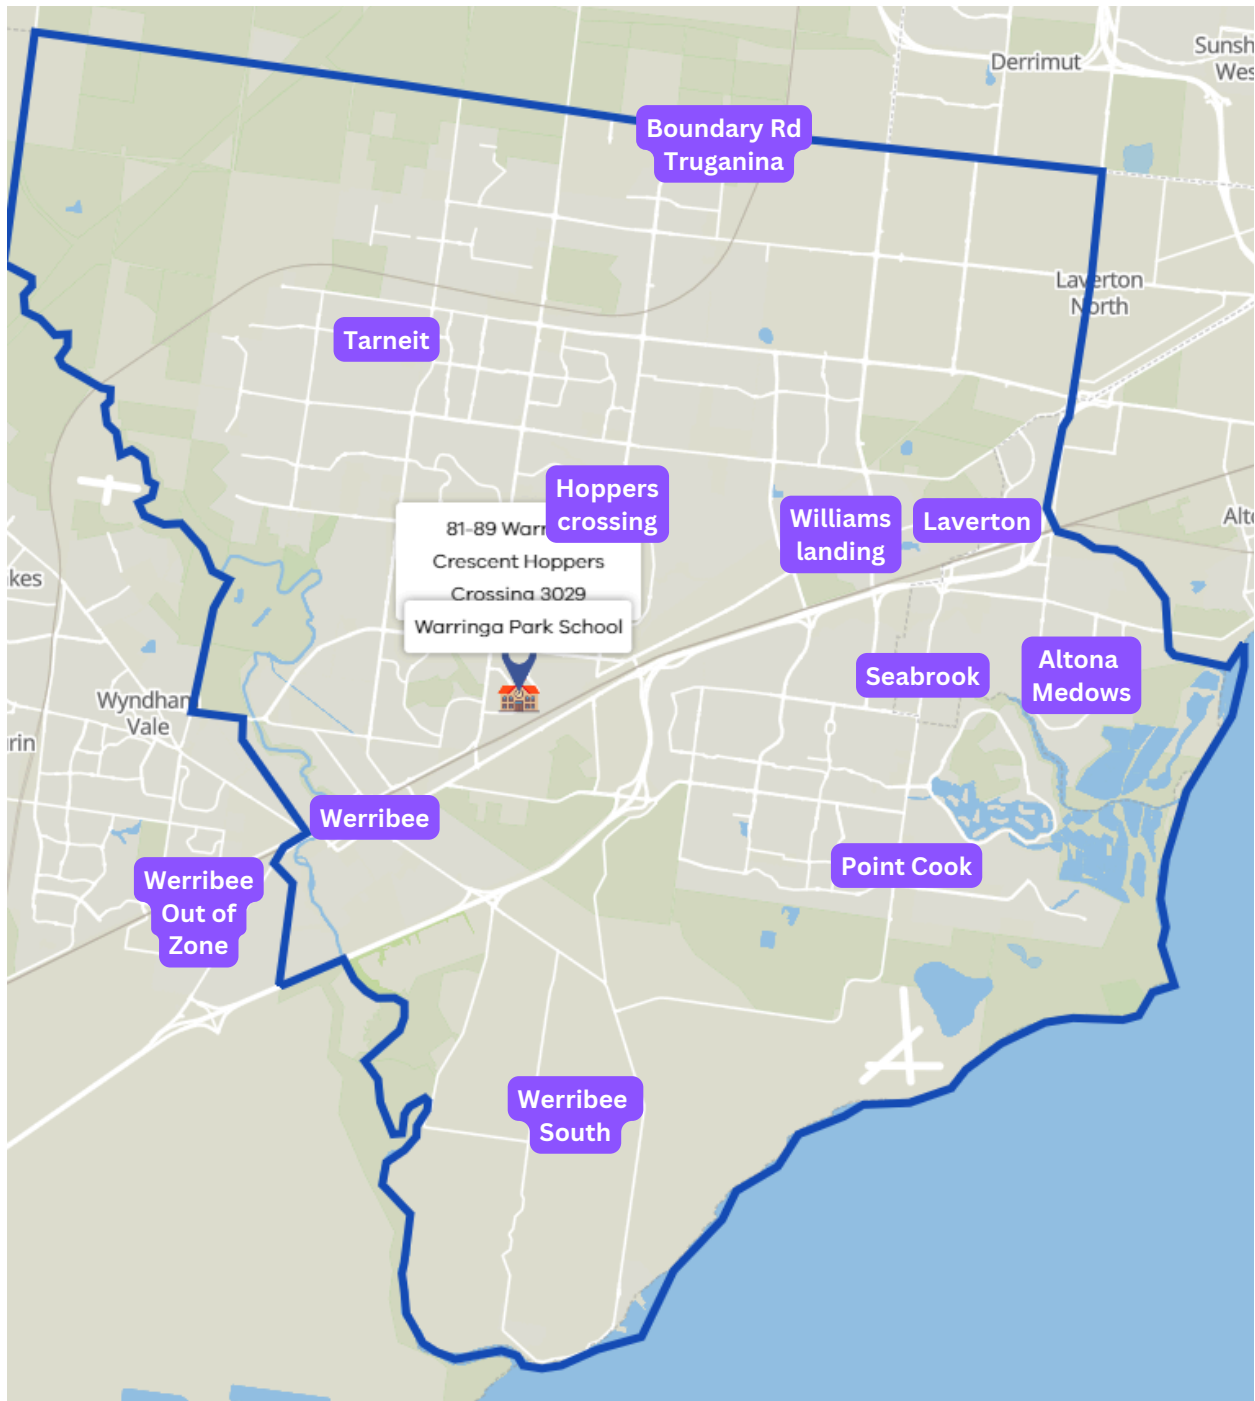 Sunsh
Wes
Derrimut
Boundary Rd
Truganina
Laverton
North
Tarneit
Hoppers
crossing
Williams
landing
Laverton
Alt
81-89 Warr
Crescent Hoppers
Crossing 3029
Warringa Park School
kes
Altona
Medows
Seabrook
Wyndham
Vale
rin
Werribee
Point Cook
Werribee
Out of
Zone
Werribee
South